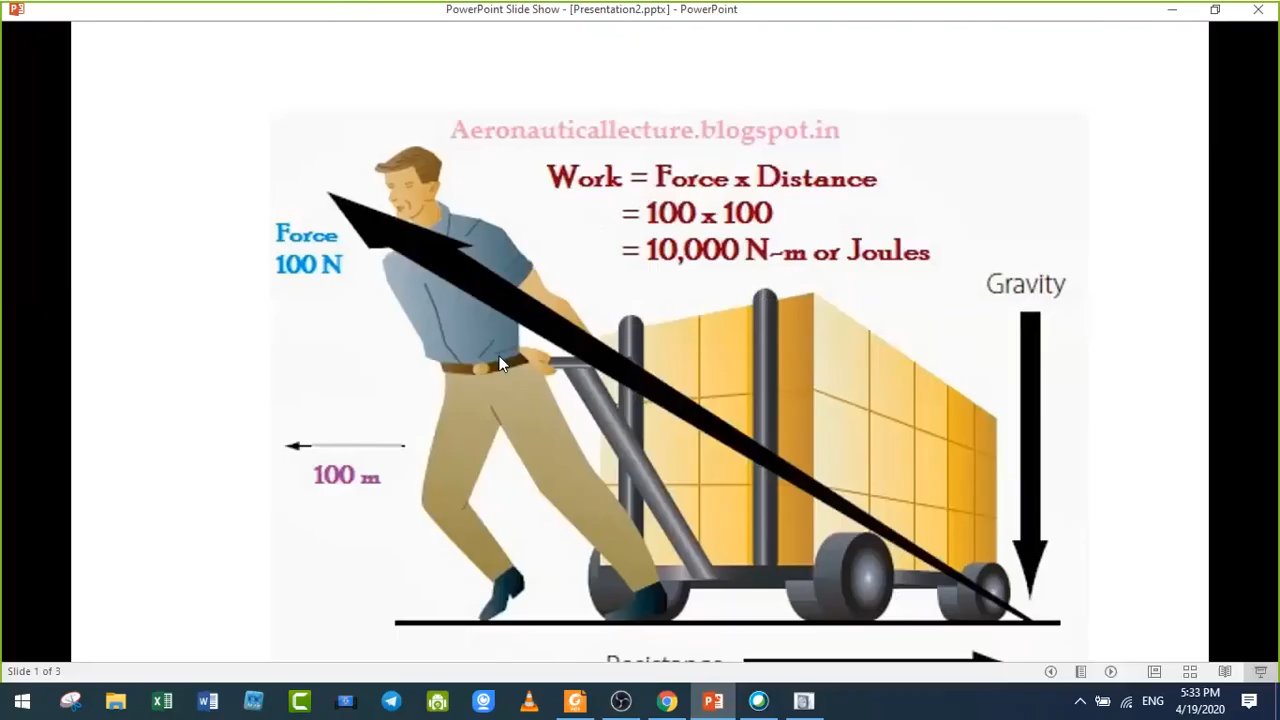 PowerPoint Slide Show - [Presentation2.pptx] - PowerPoint
Aeronauticallecture.blogspot.in
Work = Force x Distance
= 100 x 100
= 10,000 N-m or Joules
Force
100 N
Gravity
100 m
Resistance
Slide 1 of 3
ENG
5:33 PM
4/19/2020